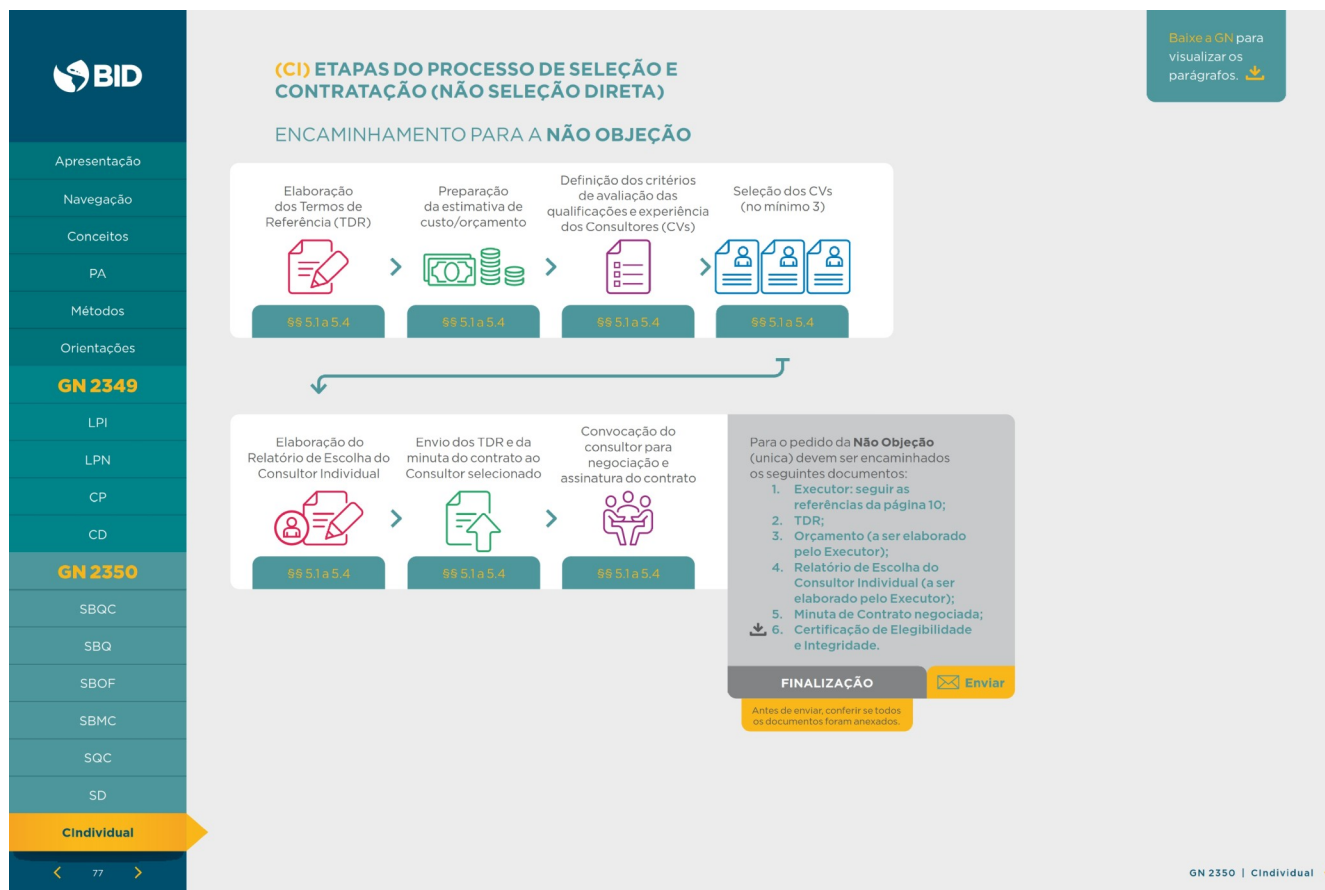 BID
Apresentação
Navegação
Conceitos
PA
Métodos
Orientações
GN 2349
LPI
LPN
CP
CD
GN 2350
SBQC
SBQ
SBOF
SBMC
SQC
SD
CIndividual
77
Baixe a GN para
visualizar os
parágrafos.
(CI) ETAPAS DO PROCESSO DE SELEÇÃO E
CONTRATAÇÃO (NÃO SELEÇÃO DIRETA)
ENCAMINHAMENTO PARA A NÃO OBJEÇÃO
Elaboração
dos Termos de
Referência (TDR)
§§ 5.1 a 5.4
Preparação
da estimativa de
custo/orçamento
§§ 5.1 a 5.4
Definição dos critérios
de avaliação das
qualificações e experiência
dos Consultores (CVs)
§§ 5.1 a 5.4
Seleção dos CVs
(no mínimo 3)
§§ 5.1 a 5.4
Elaboração do
Relatório de Escolha do
Consultor Individual
§§ 5.1 a 5.4
Envio dos TDR e da
minuta do contrato ao
Consultor selecionado
§§ 5.1 a 5.4
Convocação do
consultor para
negociação e
assinatura do contrato
§§ 5.1 a 5.4
Para o pedido da Não Objeção
(unica) devem ser encaminhados
os seguintes documentos:
1. Executor: seguir as
referências da página 10;
2. TDR;
3. Orçamento (a ser elaborado
pelo Executor);
4. Relatório de Escolha do
Consultor Individual (a ser
elaborado pelo Executor);
5. Minuta de Contrato negociada;
6. Certificação de Elegibilidade
e Integridade.
FINALIZAÇÃO
Enviar
Antes de enviar, conferir se todos
os documentos foram anexados.
GN 2350 | CIndividual